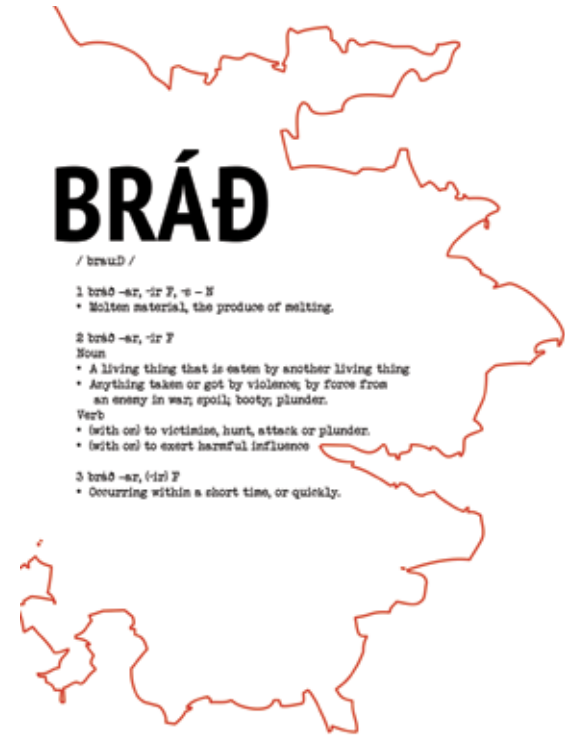 BRÁÐ
/ brau:D /
1 bráð –ar, -ir F, -s – N
• Molten material, the produce of melting.
2 bráð –ar, -ir F
Noun
• A living thing that is eaten by another living thing
• Anything taken or got by violence; by force from
an enemy in war; spoil; booty; plunder.
Verb
• (with on) to victimize, hunt, attack or plunder.
• (with on) to exert harmful influence
3 bráð –ar, (-ir) F
• Occurring within a short time, or quickly.